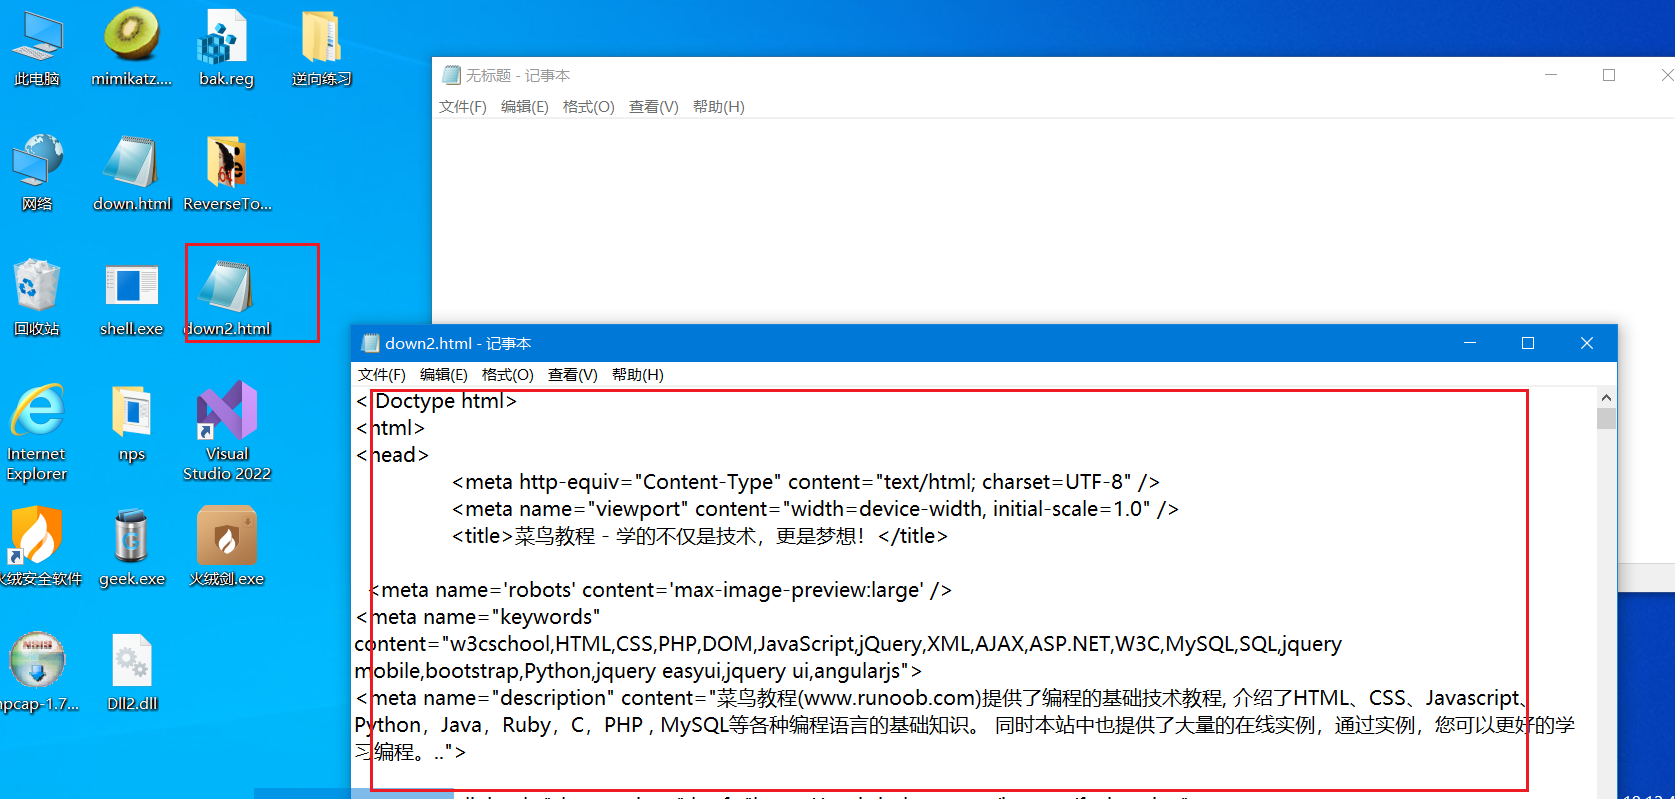 此电脑
mimikatz....
bak.reg
逆向练习
网络
down.html
ReverseTo...
回收站
shell.exe
down2.html
Internet
Explorer
nps
Visual
Studio 2022
火绒安全软件
geek.exe
火绒剑.exe
npcap-1.7...
Dll2.dll
无标题 - 记事本
文件(F) 编辑(E) 格式(O) 查看(V) 帮助(H)
down2.html - 记事本
文件(F) 编辑(E) 格式(O) 查看(V) 帮助(H)
<!Doctype html>
<html>
<head>
<meta http-equiv="Content-Type" content="text/html; charset=UTF-8" />
<meta name="viewport" content="width=device-width, initial-scale=1.0" />
<title>菜鸟教程 - 学的不仅是技术，更是梦想！</title>
<meta name='robots' content='max-image-preview:large' />
<meta name="keywords"
content="w3cschool,HTML,CSS,PHP,DOM,JavaScript,jQuery,XML,AJAX,ASP.NET,W3C,MySQL,SQL,jquery
mobile,bootstrap,Python,jquery easyui,jquery ui,angularjs">
<meta name="description" content="菜鸟教程(www.runoob.com)提供了编程的基础技术教程, 介绍了HTML、CSS、Javascript、
Python，Java，Ruby，C，PHP , MySQL等各种编程语言的基础知识。 同时本站中也提供了大量的在线实例，通过实例，您可以更好的学
习编程。..">